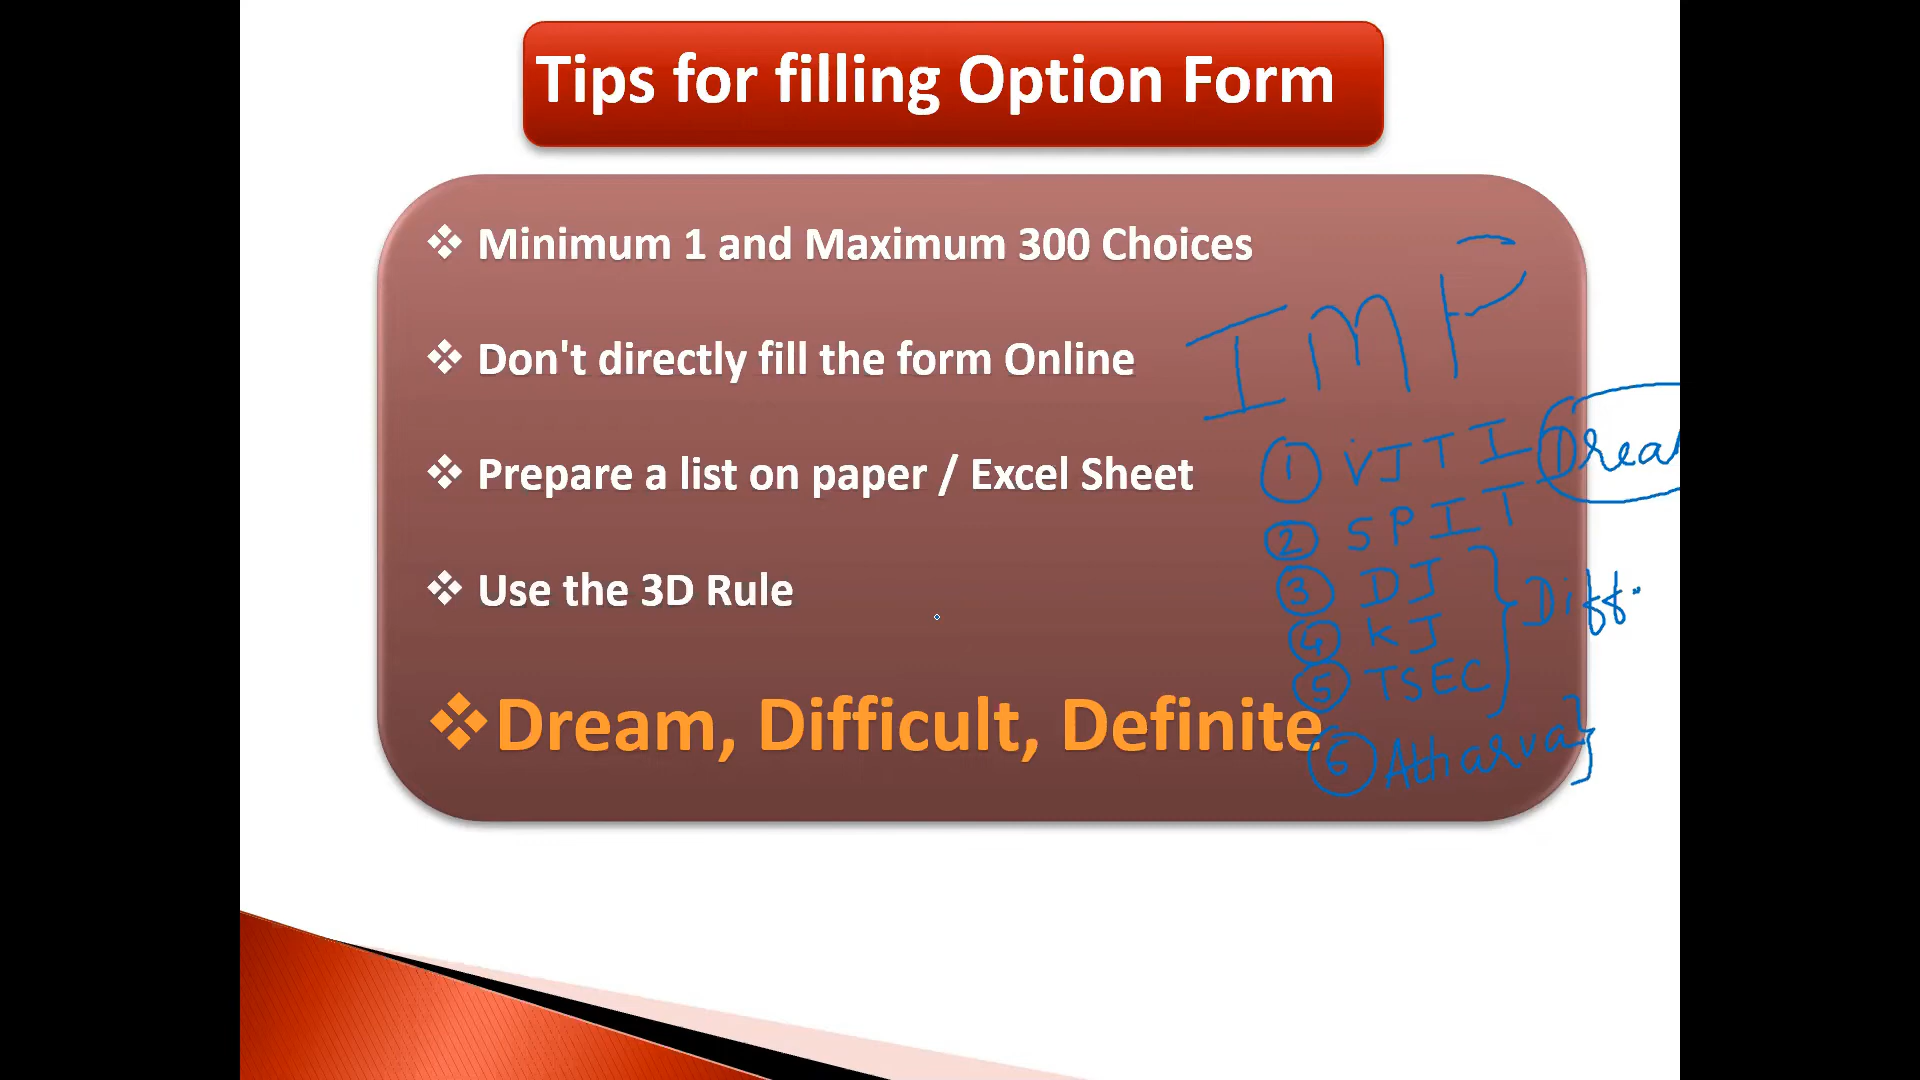 Tips for filling Option Form
❖ Minimum 1 and Maximum 300 Choices
❖ Don't directly fill the form Online
❖ Prepare a list on paper / Excel Sheet
❖ Use the 3D Rule
❖Dream, Difficult, Definite
IMP
1 VJTI Drea
2 SPIT
3 DJ
4 KJ
5 TSEC
Diff.
6 Atharva